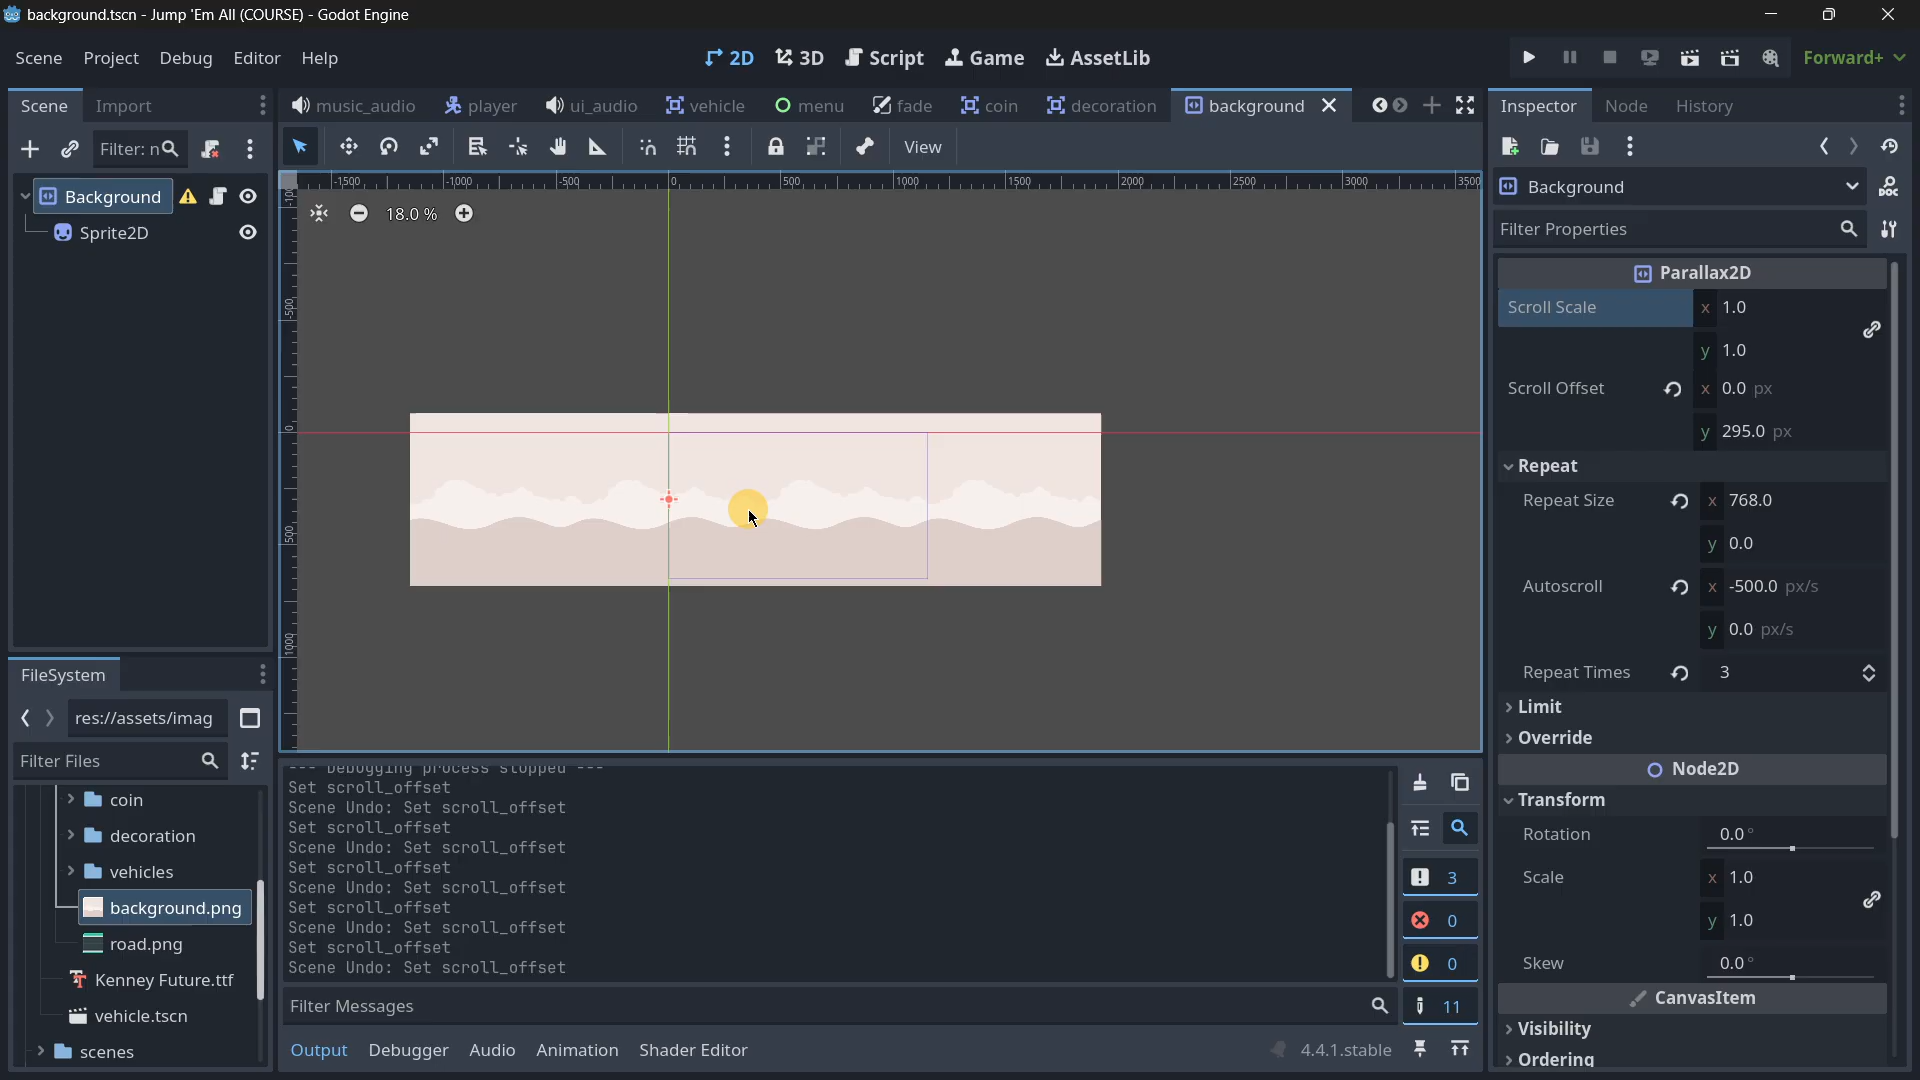 background.tscn - Jump 'Em All (COURSE) - Godot Engine
Scene Project Debug Editor Help
2D 3D Script Game AssetLib
Forward+
Scene Import
music_audio player ui_audio vehicle menu fade coin decoration background
Inspector Node History
Filter: n
View
Background
Filter Properties
Background
Sprite2D
18.0 %
-1500 -1000 -500 0 500 1000 1500 2000 2500 3000 3500
-500
0
500
1000
Parallax2D
Scroll Scale x 1.0
y 1.0
Scroll Offset x 0.0 px
y 295.0 px
Repeat
Repeat Size x 768.0
y 0.0
Autoscroll x -500.0 px/s
y 0.0 px/s
Repeat Times 3
Limit
Override
Node2D
Transform
Rotation 0.0°
Scale x 1.0
y 1.0
Skew 0.0°
CanvasItem
Visibility
Ordering
FileSystem
res://assets/imag
Filter Files
coin
decoration
vehicles
background.png
road.png
Kenney Future.ttf
vehicle.tscn
scenes
--- Debugging process stopped ---
Set scroll_offset
Scene Undo: Set scroll_offset
Set scroll_offset
Scene Undo: Set scroll_offset
Set scroll_offset
Scene Undo: Set scroll_offset
Set scroll_offset
Scene Undo: Set scroll_offset
Set scroll_offset
Scene Undo: Set scroll_offset
3
0
0
11
Filter Messages
Output Debugger Audio Animation Shader Editor
4.4.1.stable